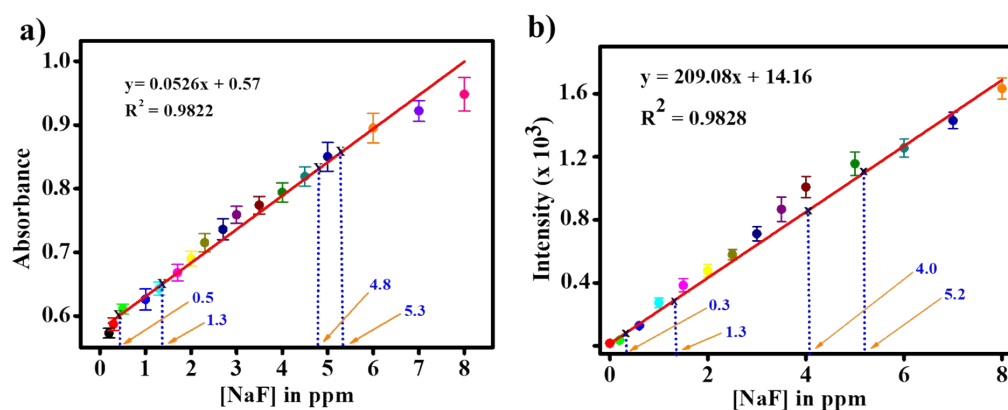 a)
y= 0.0526x + 0.57
R² = 0.9822
Absorbance
1.0
0.9
0.8
0.7
0.6
0.5
1.3
4.8
5.3
x
x
x
x
0 1 2 3 4 5 6 7 8
[NaF] in ppm
b)
y = 209.08x + 14.16
R² = 0.9828
Intensity (x 10³)
1.6
1.2
0.8
0.4
0.3
1.3
4.0
5.2
x
x
x
x
0 2 4 6 8
[NaF] in ppm